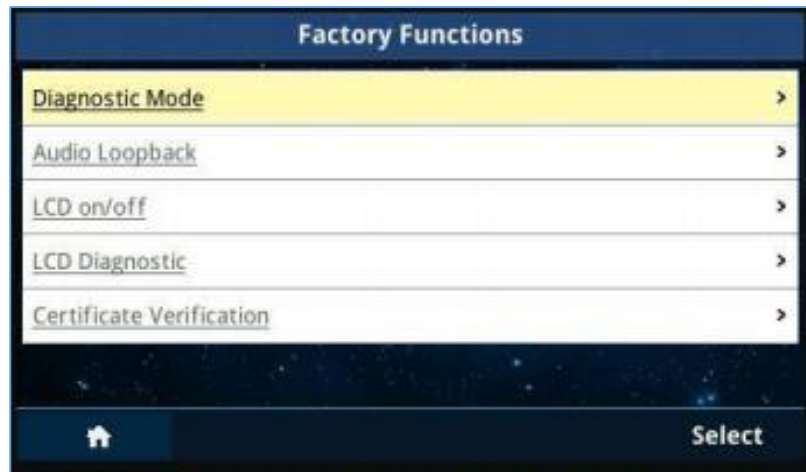 Factory Functions
Diagnostic Mode
Audio Loopback
LCD on/off
LCD Diagnostic
Certificate Verification
Select